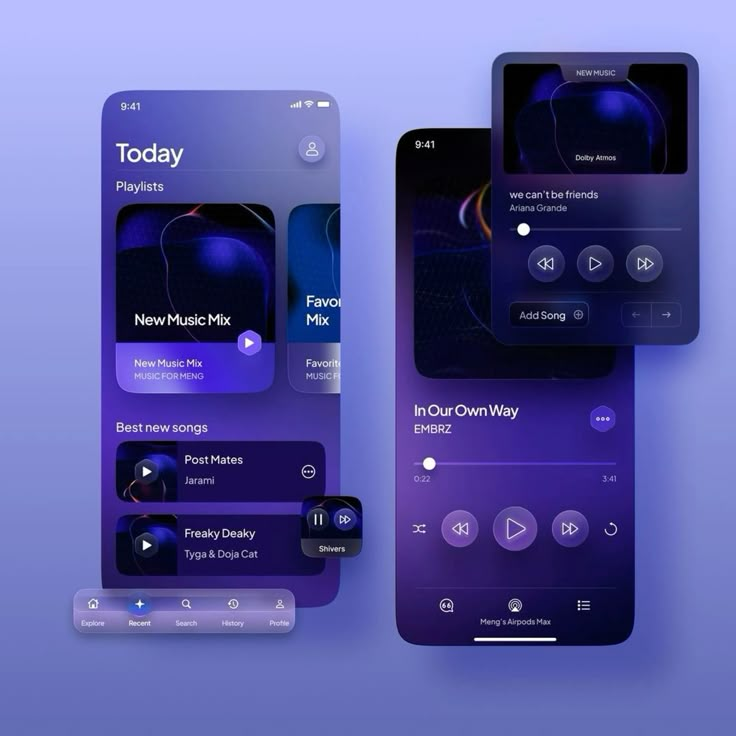 9:41
Today
Playlists
New Music Mix
New Music Mix
MUSIC FOR MENG
Favor
Mix
Favorit
MUSIC F
Best new songs
Post Mates
Jarami
Freaky Deaky
Tyga & Doja Cat
Shivers
Explore
Recent
Search
History
Profile
9:41
In Our Own Way
EMBRZ
0:22
3:41
Meng's Airpods Max
NEW MUSIC
Dolby Atmos
we can't be friends
Ariana Grande
Add Song